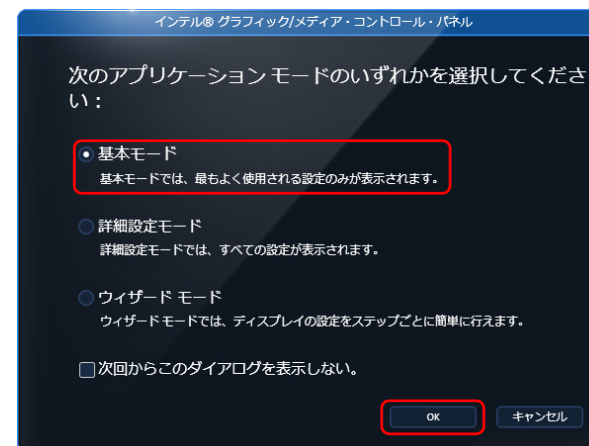 インテル® グラフィック/メディア・コントロール・パネル
次のアプリケーション モードのいずれかを選択してくださ
い：
基本モード
基本モードでは、最もよく使用される設定のみが表示されます。
詳細設定モード
詳細設定モードでは、すべての設定が表示されます。
ウィザード モード
ウィザード モードでは、ディスプレイの設定をステップごとに簡単に行えます。
次回からこのダイアログを表示しない。
OK キャンセル